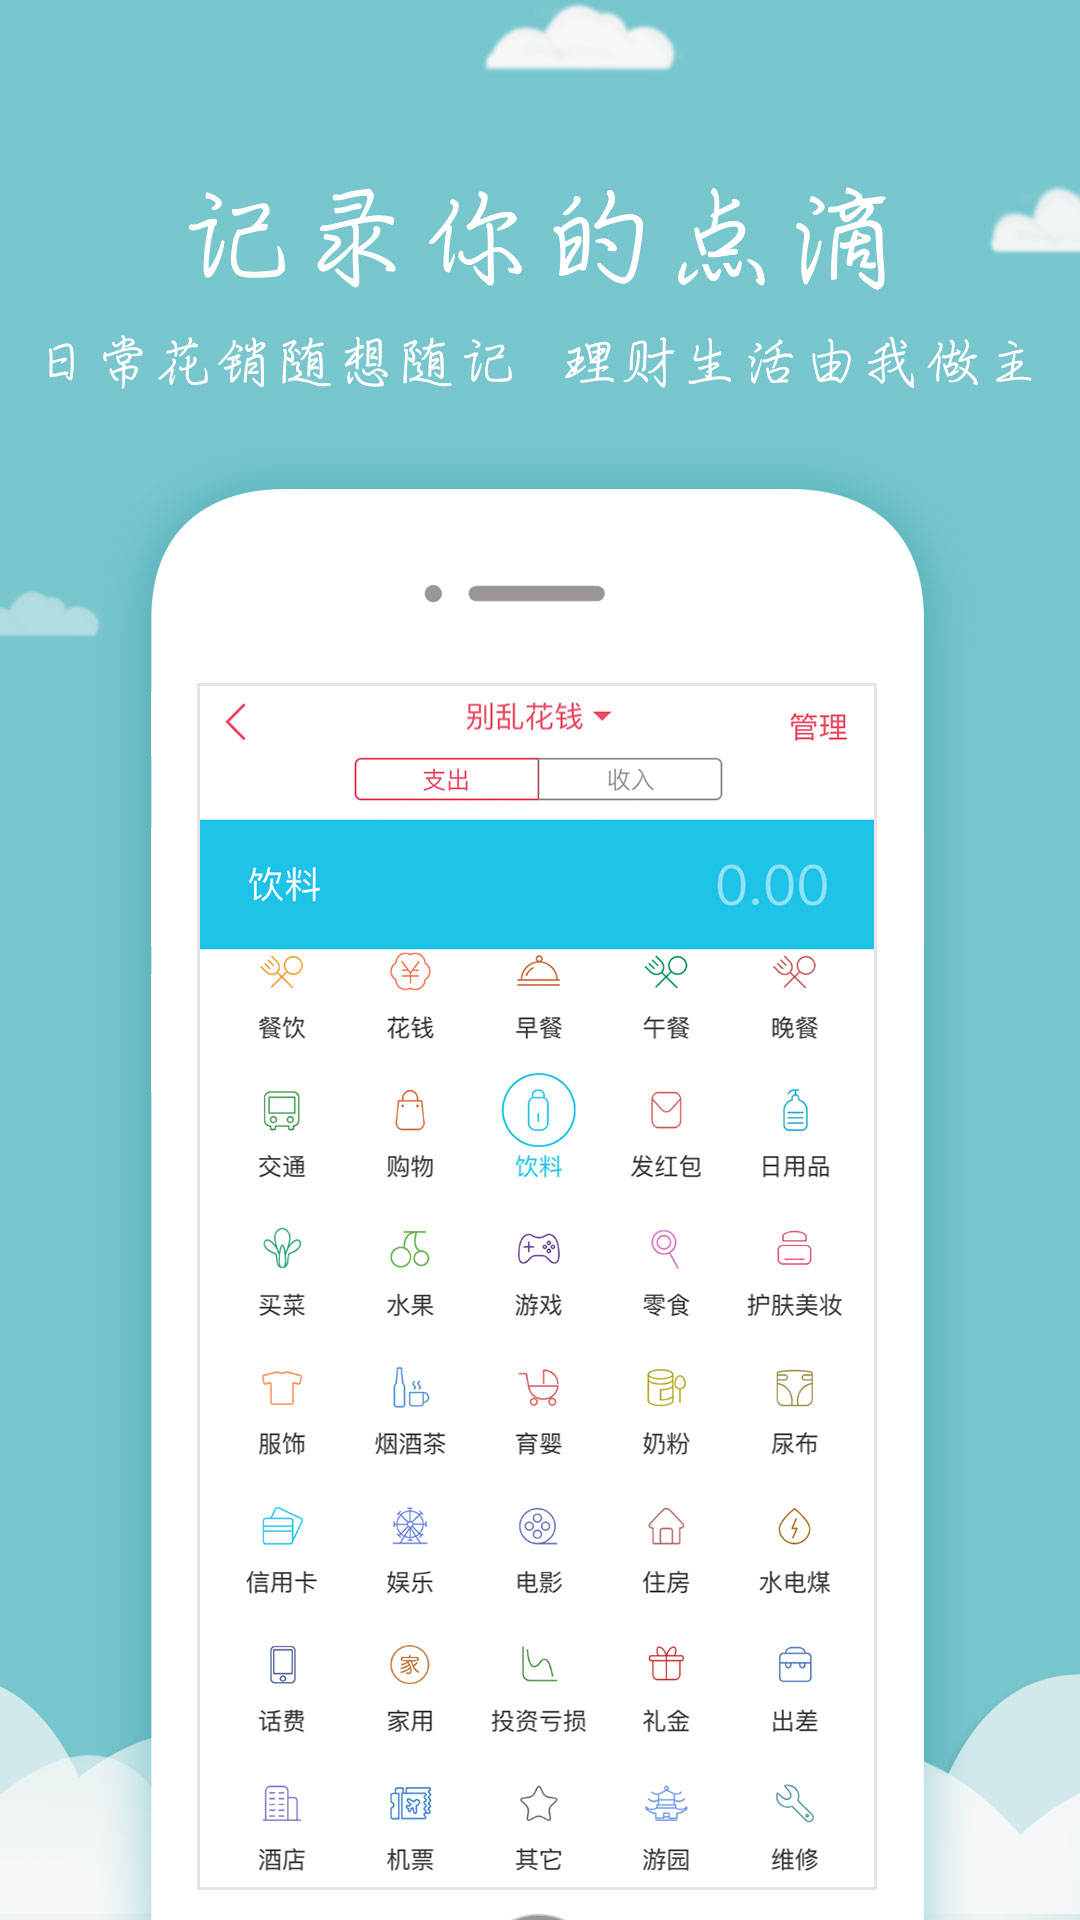 记录你的点滴
日常花销随想随记 理财生活由我做主
别乱花钱
管理
支出 收入
饮料 0.00
餐饮 花钱 早餐 午餐 晚餐
交通 购物 饮料 发红包 日用品
买菜 水果 游戏 零食 护肤美妆
服饰 烟酒茶 育婴 奶粉 尿布
信用卡 娱乐 电影 住房 水电煤
家
话费 家用 投资亏损 礼金 出差
酒店 机票 其它 游园 维修